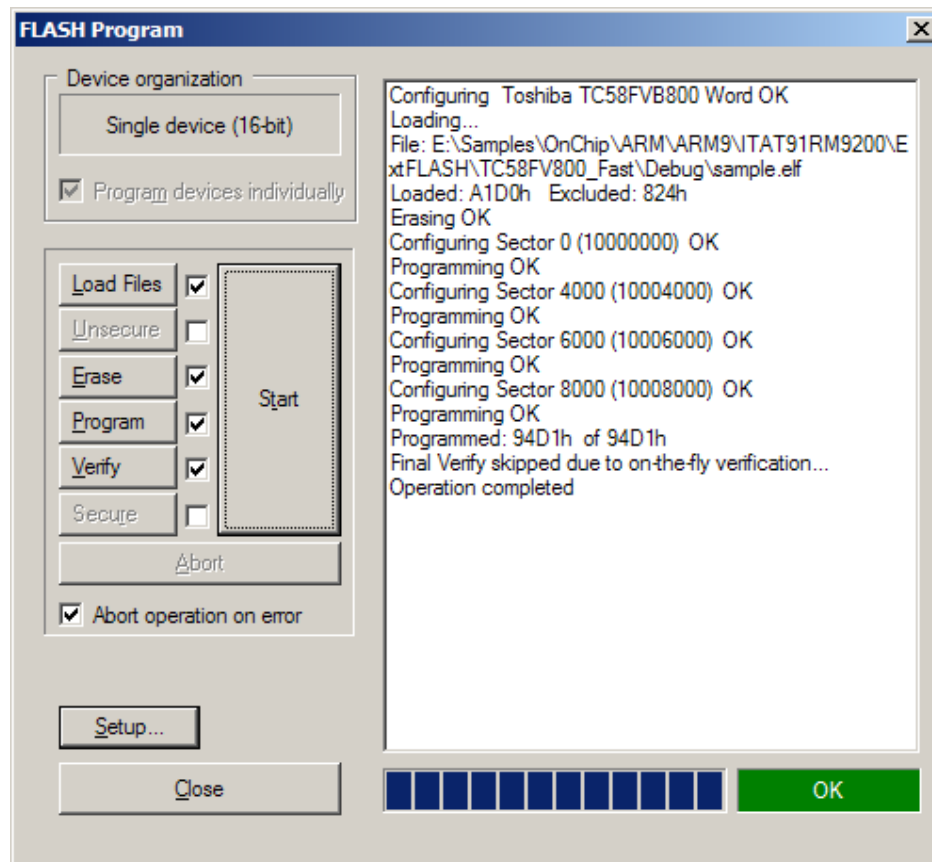 FLASH Program
Device organization
Single device (16-bit)
Program devices individually
Load Files
Unsecure
Erase
Program
Verify
Secure
Start
Abort
Abort operation on error
Setup...
Close
Configuring  Toshiba TC58FVB800 Word OK
Loading...
File: E:\Samples\OnChip\ARM\ARM9\ITAT91RM9200\E
xtFLASH\TC58FV800_Fast\Debug\sample.elf
Loaded: A1D0h   Excluded: 824h
Erasing OK
Configuring Sector 0 (10000000)  OK
Programming OK
Configuring Sector 4000 (10004000)  OK
Programming OK
Configuring Sector 6000 (10006000)  OK
Programming OK
Configuring Sector 8000 (10008000)  OK
Programming OK
Programmed: 94D1h  of 94D1h
Final Verify skipped due to on-the-fly verification...
Operation completed
OK